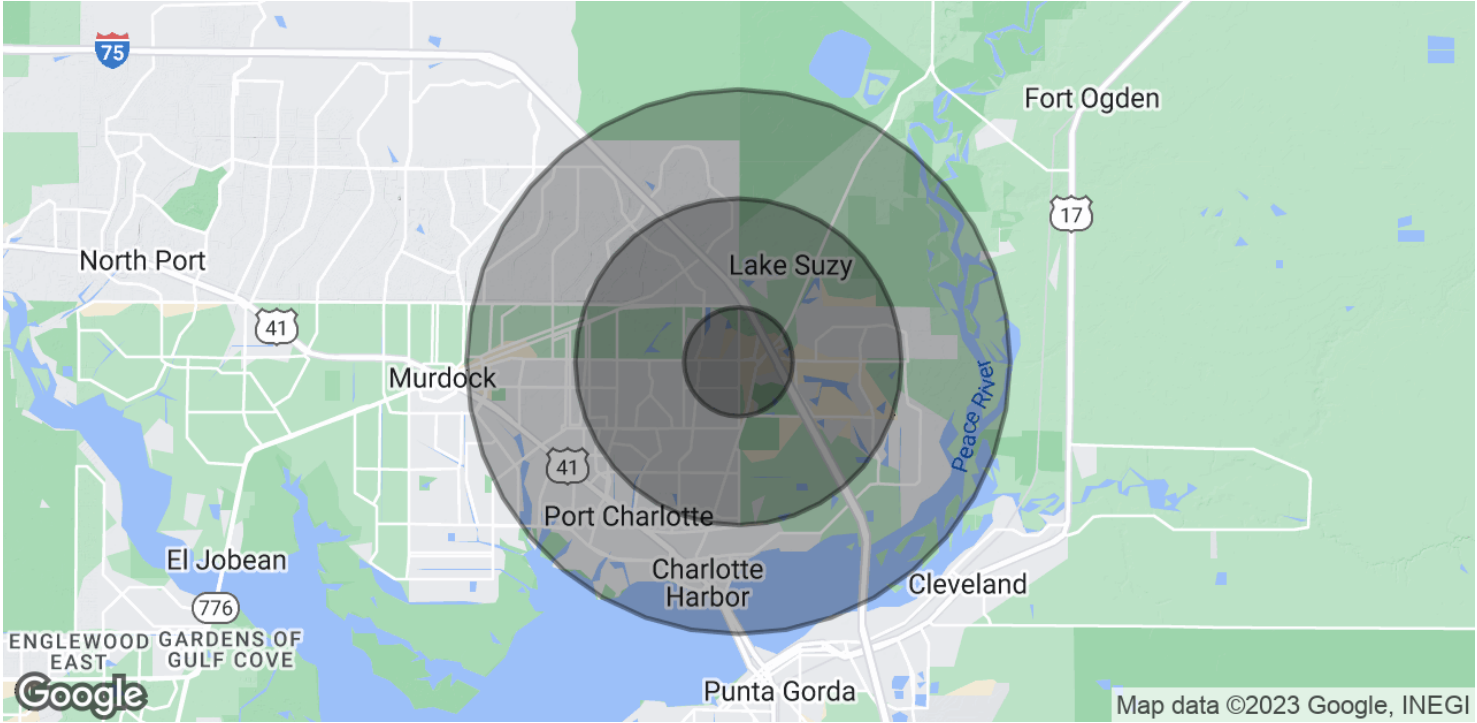 75
Fort Ogden
17
North Port
Lake Suzy
41
Murdock
Peace River
41
Port Charlotte
El Jobean
Charlotte
Harbor
Cleveland
776
ENGLEWOOD
EAST
GARDENS OF
GULF COVE
Google
Punta Gorda
Map data ©2023 Google, INEGI